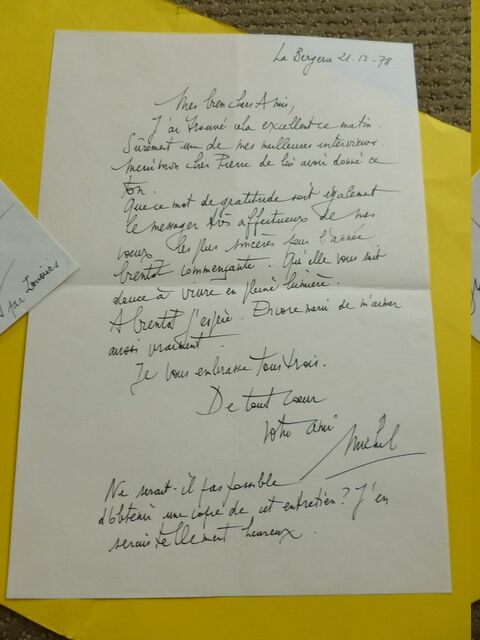 La Bergerie 21.12-78
Mes bien chers Amis,
J'ai trouvé cela excellent ce matin.
Sûrement une de mes meilleures interviews.
Merci mon cher Pierre de lui avoir donné ce
ton.
Que ce mot de gratitude soit également
le messager très affectueux de mes
voeux les plus sincères pour l'année
bientôt commençante. Qu'elle vous soit
douce à vivre en pleine lumière.
A bientôt j'espère. Encore merci de m'aimer
aussi vraiment.
Je vous embrasse tous trois.
De tout coeur
Votre ami
Michel
Ne serait-il pas possible
d'obtenir une copie de cet entretien? J'en
serais tellement heureux.
par